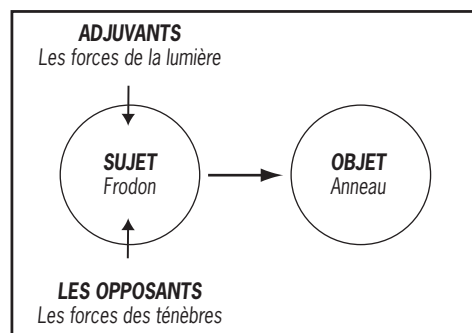 ADJUVANTS
Les forces de la lumière
SUJET
Frodon
OBJET
Anneau
LES OPPOSANTS
Les forces des ténèbres